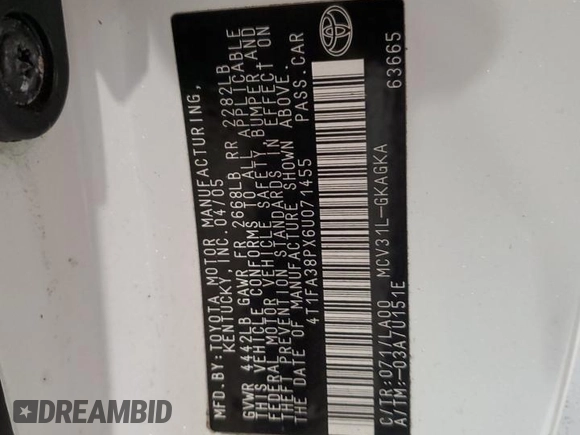 MFD.BY:TOYOTA MOTOR MANUFACTURING,
KENTUCKY, INC. 04/05
GVWR 4442LB GAWR FR 2668LB RR 2282LB
THIS VEHICLE CONFORMS TO ALL APPLICABLE
FEDERAL MOTOR VEHICLE SAFETY, BUMPER AND
THEFT PREVENTION STANDARDS IN EFFECT ON
THE DATE OF MANUFACTURE SHOWN ABOVE.
4T1FA38PX6U071455 PASS.CAR
C/TR:071/LA00 MCV31L-GKAGKA
A/TM:-03A/U151E
63665
DREAMBID